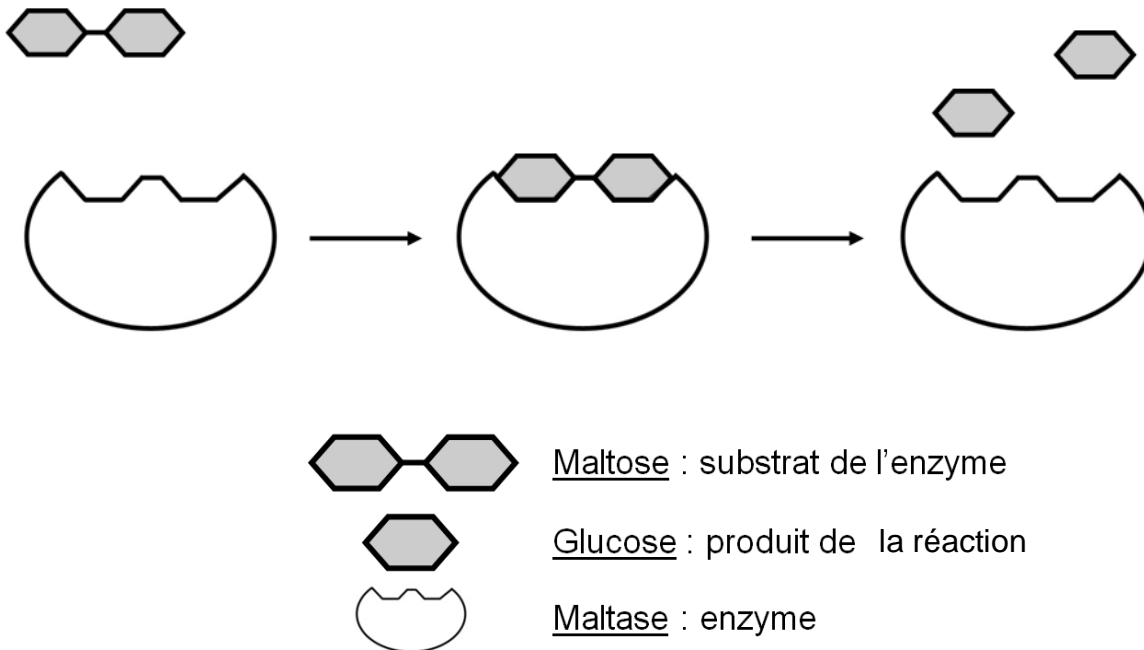 Maltose : substrat de l’enzyme
Glucose : produit de la réaction
Maltase : enzyme